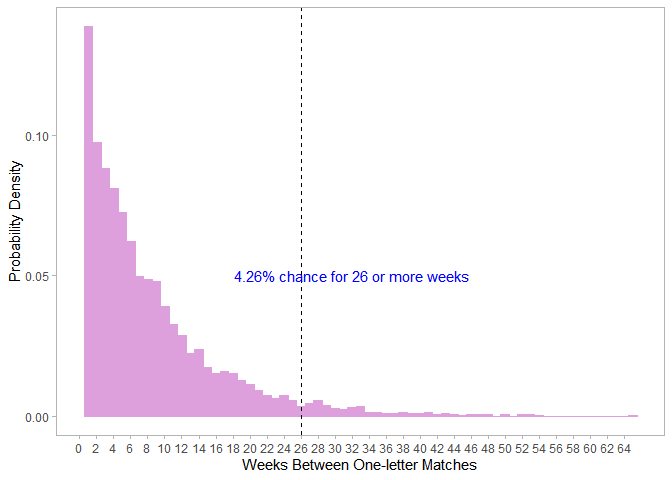 0.10
0.05
0.00
Probability Density
4.26% chance for 26 or more weeks
0 2 4 6 8 10 12 14 16 18 20 22 24 26 28 30 32 34 36 38 40 42 44 46 48 50 52 54 56 58 60 62 64
Weeks Between One-letter Matches